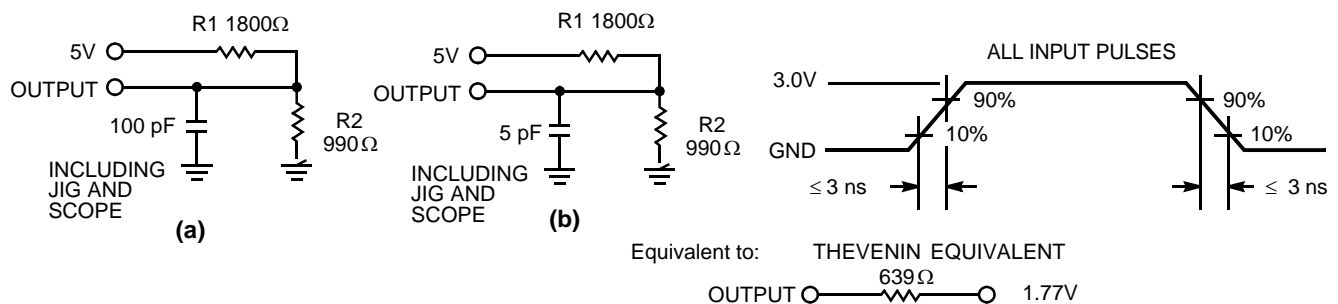 R1 1800Ω
5V
OUTPUT
100 pF
R2
990Ω
INCLUDING
JIG AND
SCOPE
(a)
R1 1800Ω
5V
OUTPUT
5 pF
R2
990Ω
INCLUDING
JIG AND
SCOPE
(b)
ALL INPUT PULSES
3.0V
90%
90%
10%
10%
GND
≤ 3 ns
≤ 3 ns
Equivalent to: THEVENIN EQUIVALENT
639Ω
OUTPUT 1.77V